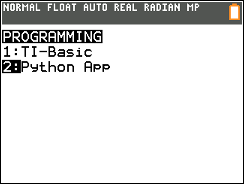 NORMAL FLOAT AUTO REAL RADIAN MP
PROGRAMMING
1:TI-Basic
2:Python App